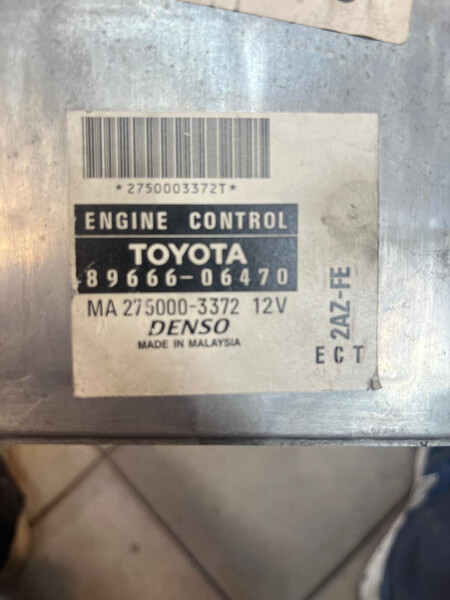 *2750003372T*
ENGINE CONTROL
TOYOTA
89666-06470
MA 275000-3372 12V
DENSO
MADE IN MALAYSIA
2AZ-FE
ECT